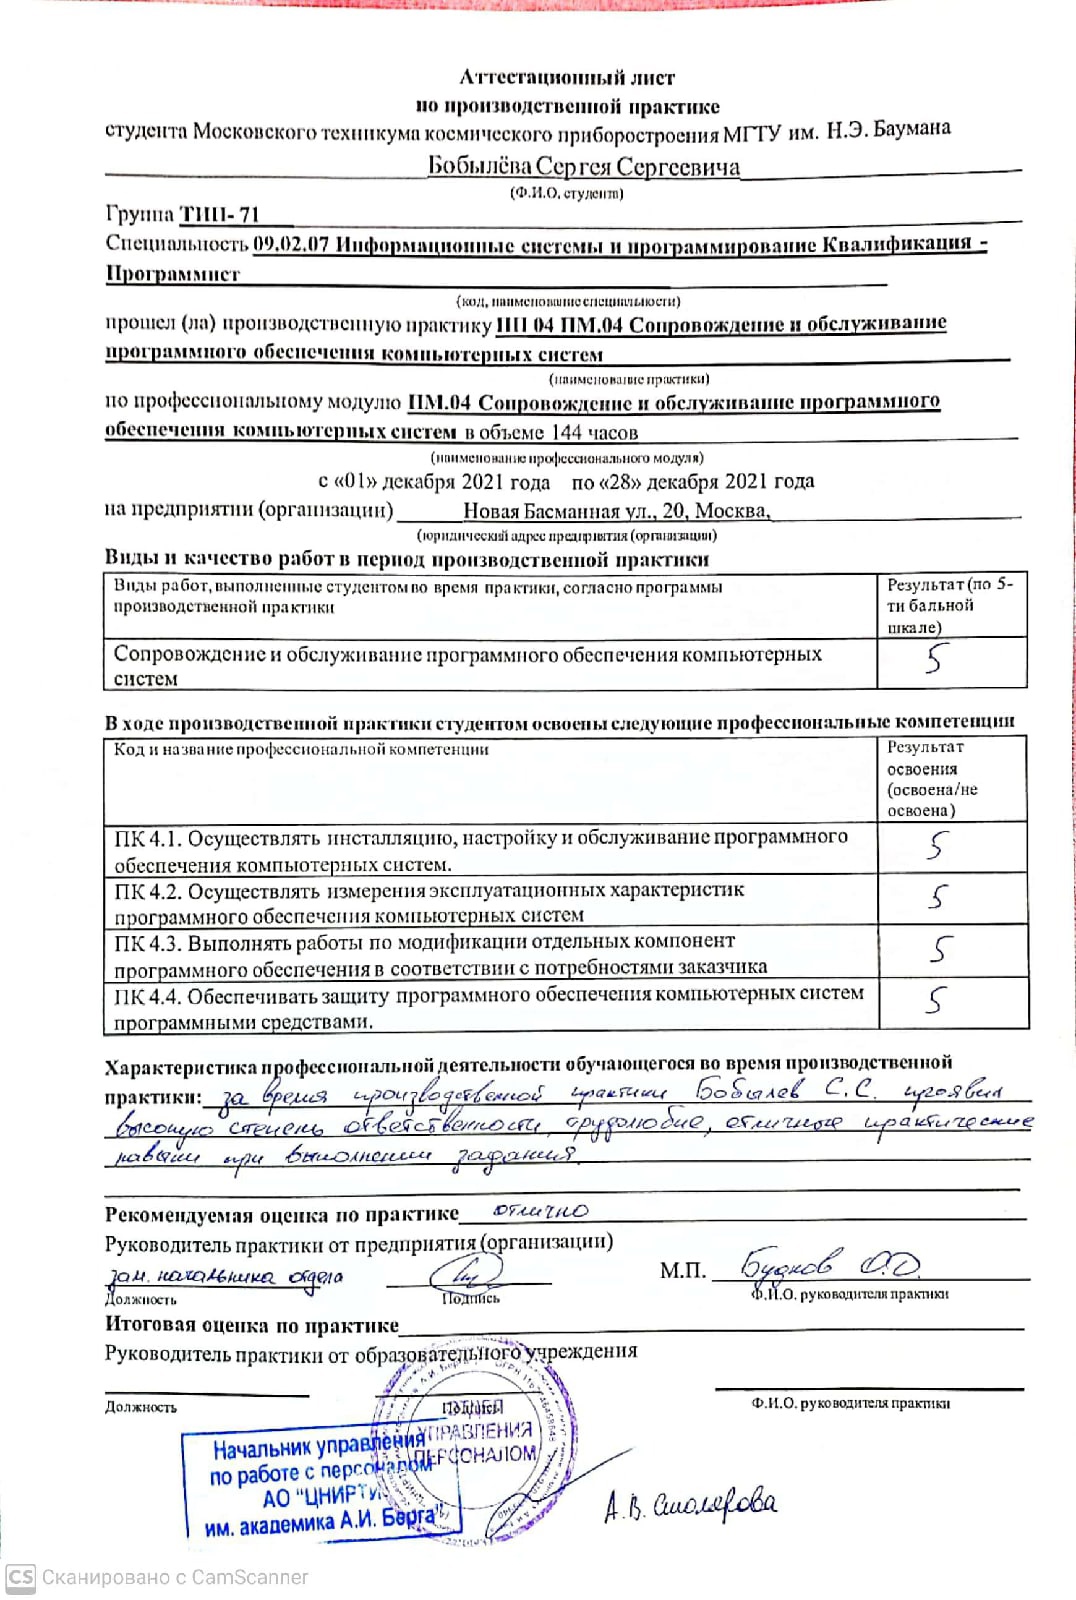 Аттестационный лист
по производственной практике
студента Московского техникума космического приборостроения МГТУ им. Н.Э. Баумана
Бобылёва Сергея Сергеевича
(Ф.И.О. студента)
Группа ТИП- 71
Специальность 09.02.07 Информационные системы и программирование Квалификация -
Программист
(код, наименование специальности)
прошел (ла) производственную практику ПП 04 ПМ.04 Сопровождение и обслуживание
программного обеспечения компьютерных систем
(наименование практики)
по профессиональному модулю ПМ.04 Сопровождение и обслуживание программного
обеспечения компьютерных систем в объеме 144 часов
(наименование профессионального модуля)
с «01» декабря 2021 года по «28» декабря 2021 года
на предприятии (организации) Новая Басманная ул., 20, Москва,
(юридический адрес предприятия (организации)
Виды и качество работ в период производственной практики
Виды работ, выполненные студентом во время практики, согласно программы
производственной практики
Результат (по 5-
ти бальной
шкале)
Сопровождение и обслуживание программного обеспечения компьютерных
систем
5
В ходе производственной практики студентом освоены следующие профессиональные компетенции
Код и название профессиональной компетенции
Результат
освоения
(освоена/не
освоена)
ПК 4.1. Осуществлять инсталляцию, настройку и обслуживание программного
обеспечения компьютерных систем.
5
ПК 4.2. Осуществлять измерения эксплуатационных характеристик
программного обеспечения компьютерных систем
5
ПК 4.3. Выполнять работы по модификации отдельных компонент
программного обеспечения в соответствии с потребностями заказчика
5
ПК 4.4. Обеспечивать защиту программного обеспечения компьютерных систем
программными средствами.
5
Характеристика профессиональной деятельности обучающегося во время производственной
практики: за время производственной практики Бобылев С.С. проявил
высокую степень ответственности, трудолюбие, отличные практические
навыки при выполнении задания.
Рекомендуемая оценка по практике отлично
Руководитель практики от предприятия (организации)
зам. начальника отдела М.П. Будков О.О.
Должность Подпись Ф.И.О. руководителя практики
Итоговая оценка по практике
Руководитель практики от образовательного учреждения
Должность Подпись Ф.И.О. руководителя практики
ОТДЕЛ
УПРАВЛЕНИЯ
ПЕРСОНАЛОМ
Начальник управления
по работе с персоналом
АО "ЦНИРТИ
им. академика А.И. Берга"
А.В. Столярова
CS Сканировано с CamScanner